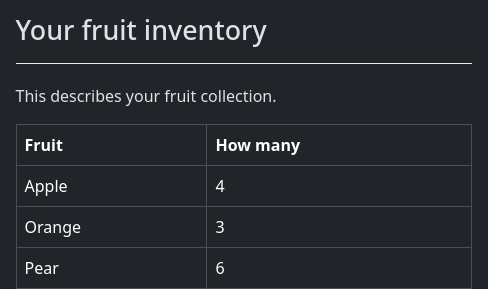 Your fruit inventory
This describes your fruit collection.
Fruit How many
Apple 4
Orange 3
Pear 6